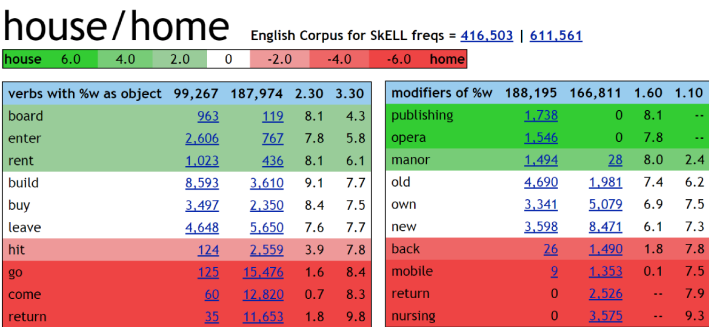 house/home English Corpus for SkELL freqs = 416,503 | 611,561
house 6.0 4.0 2.0 0 -2.0 -4.0 -6.0 home
verbs with %w as object 99,267 187,974 2.30 3.30
board 963 119 8.1 4.3
enter 2,606 767 7.8 5.8
rent 1,023 436 8.1 6.1
build 8,593 3,610 9.1 7.7
buy 3,497 2,350 8.4 7.5
leave 4,648 5,650 7.6 7.7
hit 124 2,559 3.9 7.8
go 125 15,476 1.6 8.4
come 60 12,820 0.7 8.3
return 35 11,653 1.8 9.8
modifiers of %w 188,195 166,811 1.60 1.10
publishing 1,738 0 8.1 --
opera 1,546 0 7.8 --
manor 1,494 28 8.0 2.4
old 4,690 1,981 7.4 6.2
own 3,341 5,079 6.9 7.5
new 3,598 8,471 6.1 7.3
back 26 1,490 1.8 7.8
mobile 9 1,353 0.1 7.5
return 0 2,526 -- 7.9
nursing 0 3,575 -- 9.3